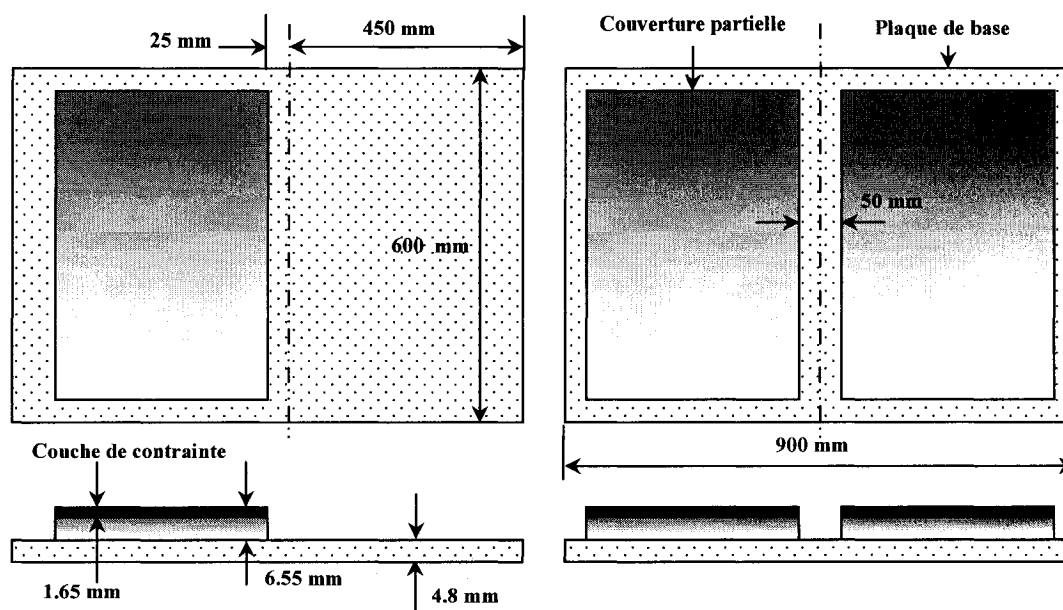 25 mm
450 mm
Couverture partielle
Plaque de base
600 mm
50 mm
Couche de contrainte
900 mm
1.65 mm
6.55 mm
4.8 mm